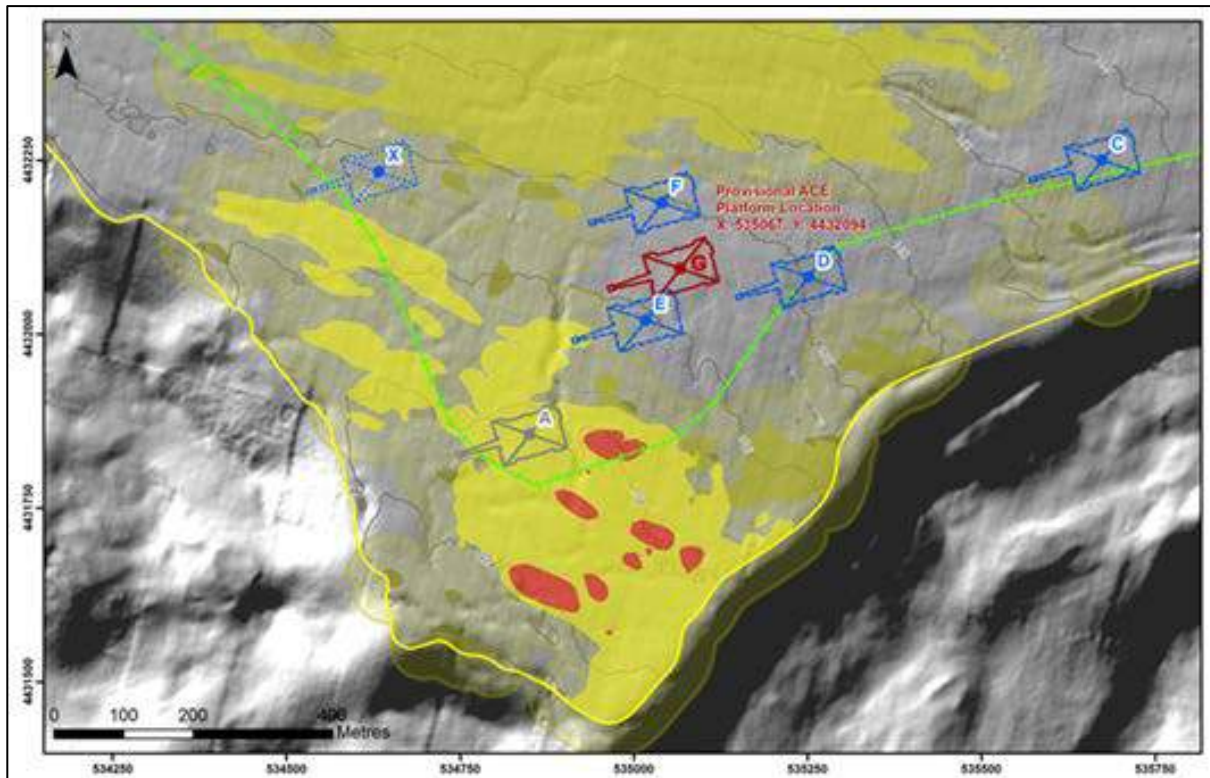 N
X
F
Provisional ACE
Platform Location
X: 535067, Y: 4432094
C
G
D
E
A
4432250
4432000
4431750
4431500
0 100 200 400
Metres
534250 534500 534750 535000 535250 535500 535750